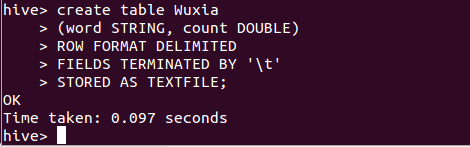 hive> create table Wuxia
    > (word STRING, count DOUBLE)
    > ROW FORMAT DELIMITED
    > FIELDS TERMINATED BY '\t'
    > STORED AS TEXTFILE;
OK
Time taken: 0.097 seconds
hive>